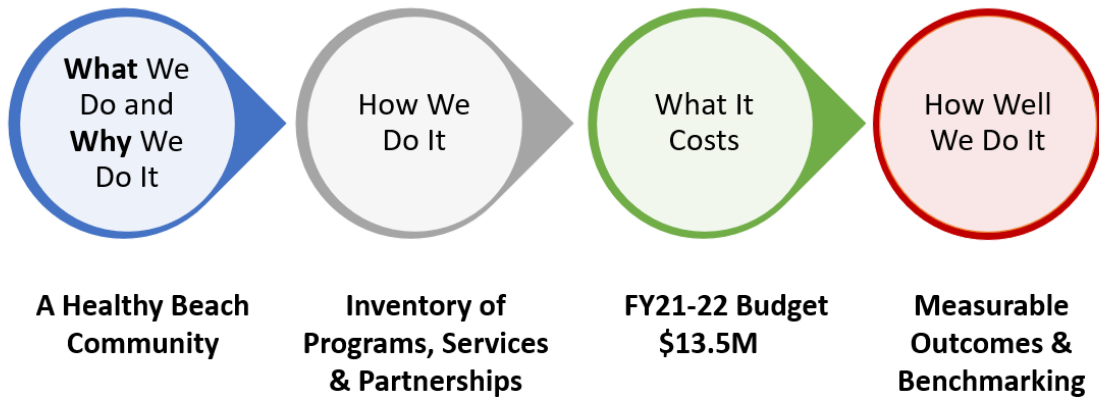 What We
Do and
Why We
Do It
How We
Do It
What It
Costs
How Well
We Do It
A Healthy Beach
Community
Inventory of
Programs, Services
& Partnerships
FY21-22 Budget
$13.5M
Measurable
Outcomes &
Benchmarking